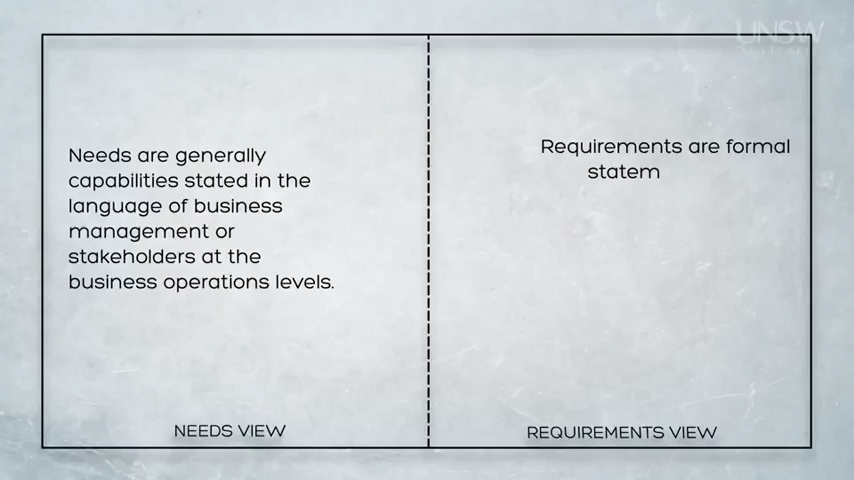 UNSW
Needs are generally
capabilities stated in the
language of business
management or
stakeholders at the
business operations levels.
Requirements are formal
statem
NEEDS VIEW
REQUIREMENTS VIEW